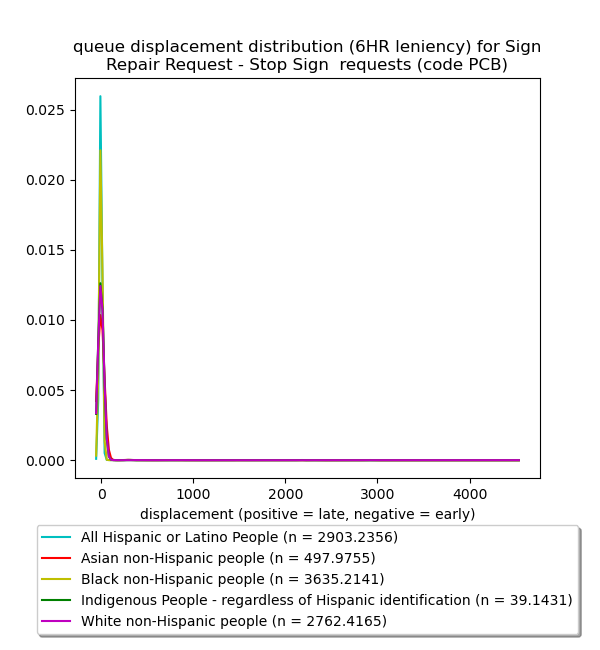 queue displacement distribution (6HR leniency) for Sign
Repair Request - Stop Sign  requests (code PCB)
0.025
0.020
0.015
0.010
0.005
0.000
0 1000 2000 3000 4000
displacement (positive = late, negative = early)
All Hispanic or Latino People (n = 2903.2356)
Asian non-Hispanic people (n = 497.9755)
Black non-Hispanic people (n = 3635.2141)
Indigenous People - regardless of Hispanic identification (n = 39.1431)
White non-Hispanic people (n = 2762.4165)